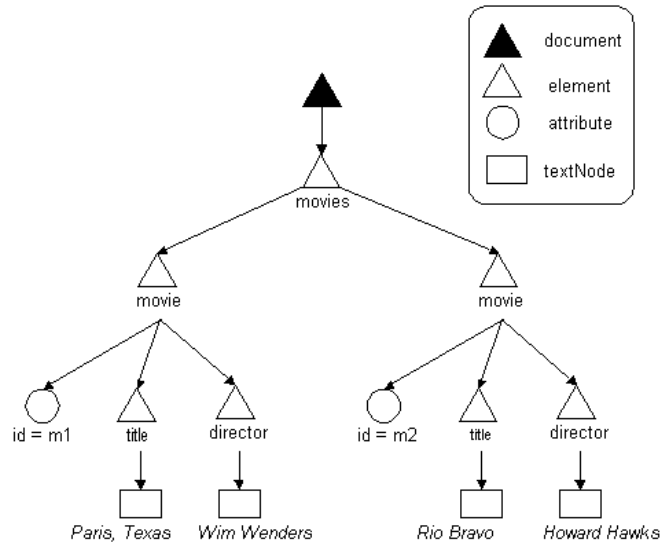 document
element
attribute
textNode
movies
movie
movie
id = m1
title
director
id = m2
title
director
Paris, Texas
Wim Wenders
Rio Bravo
Howard Hawks